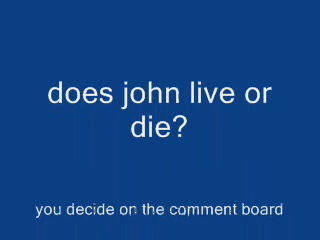 does john live or
die?
you decide on the comment board